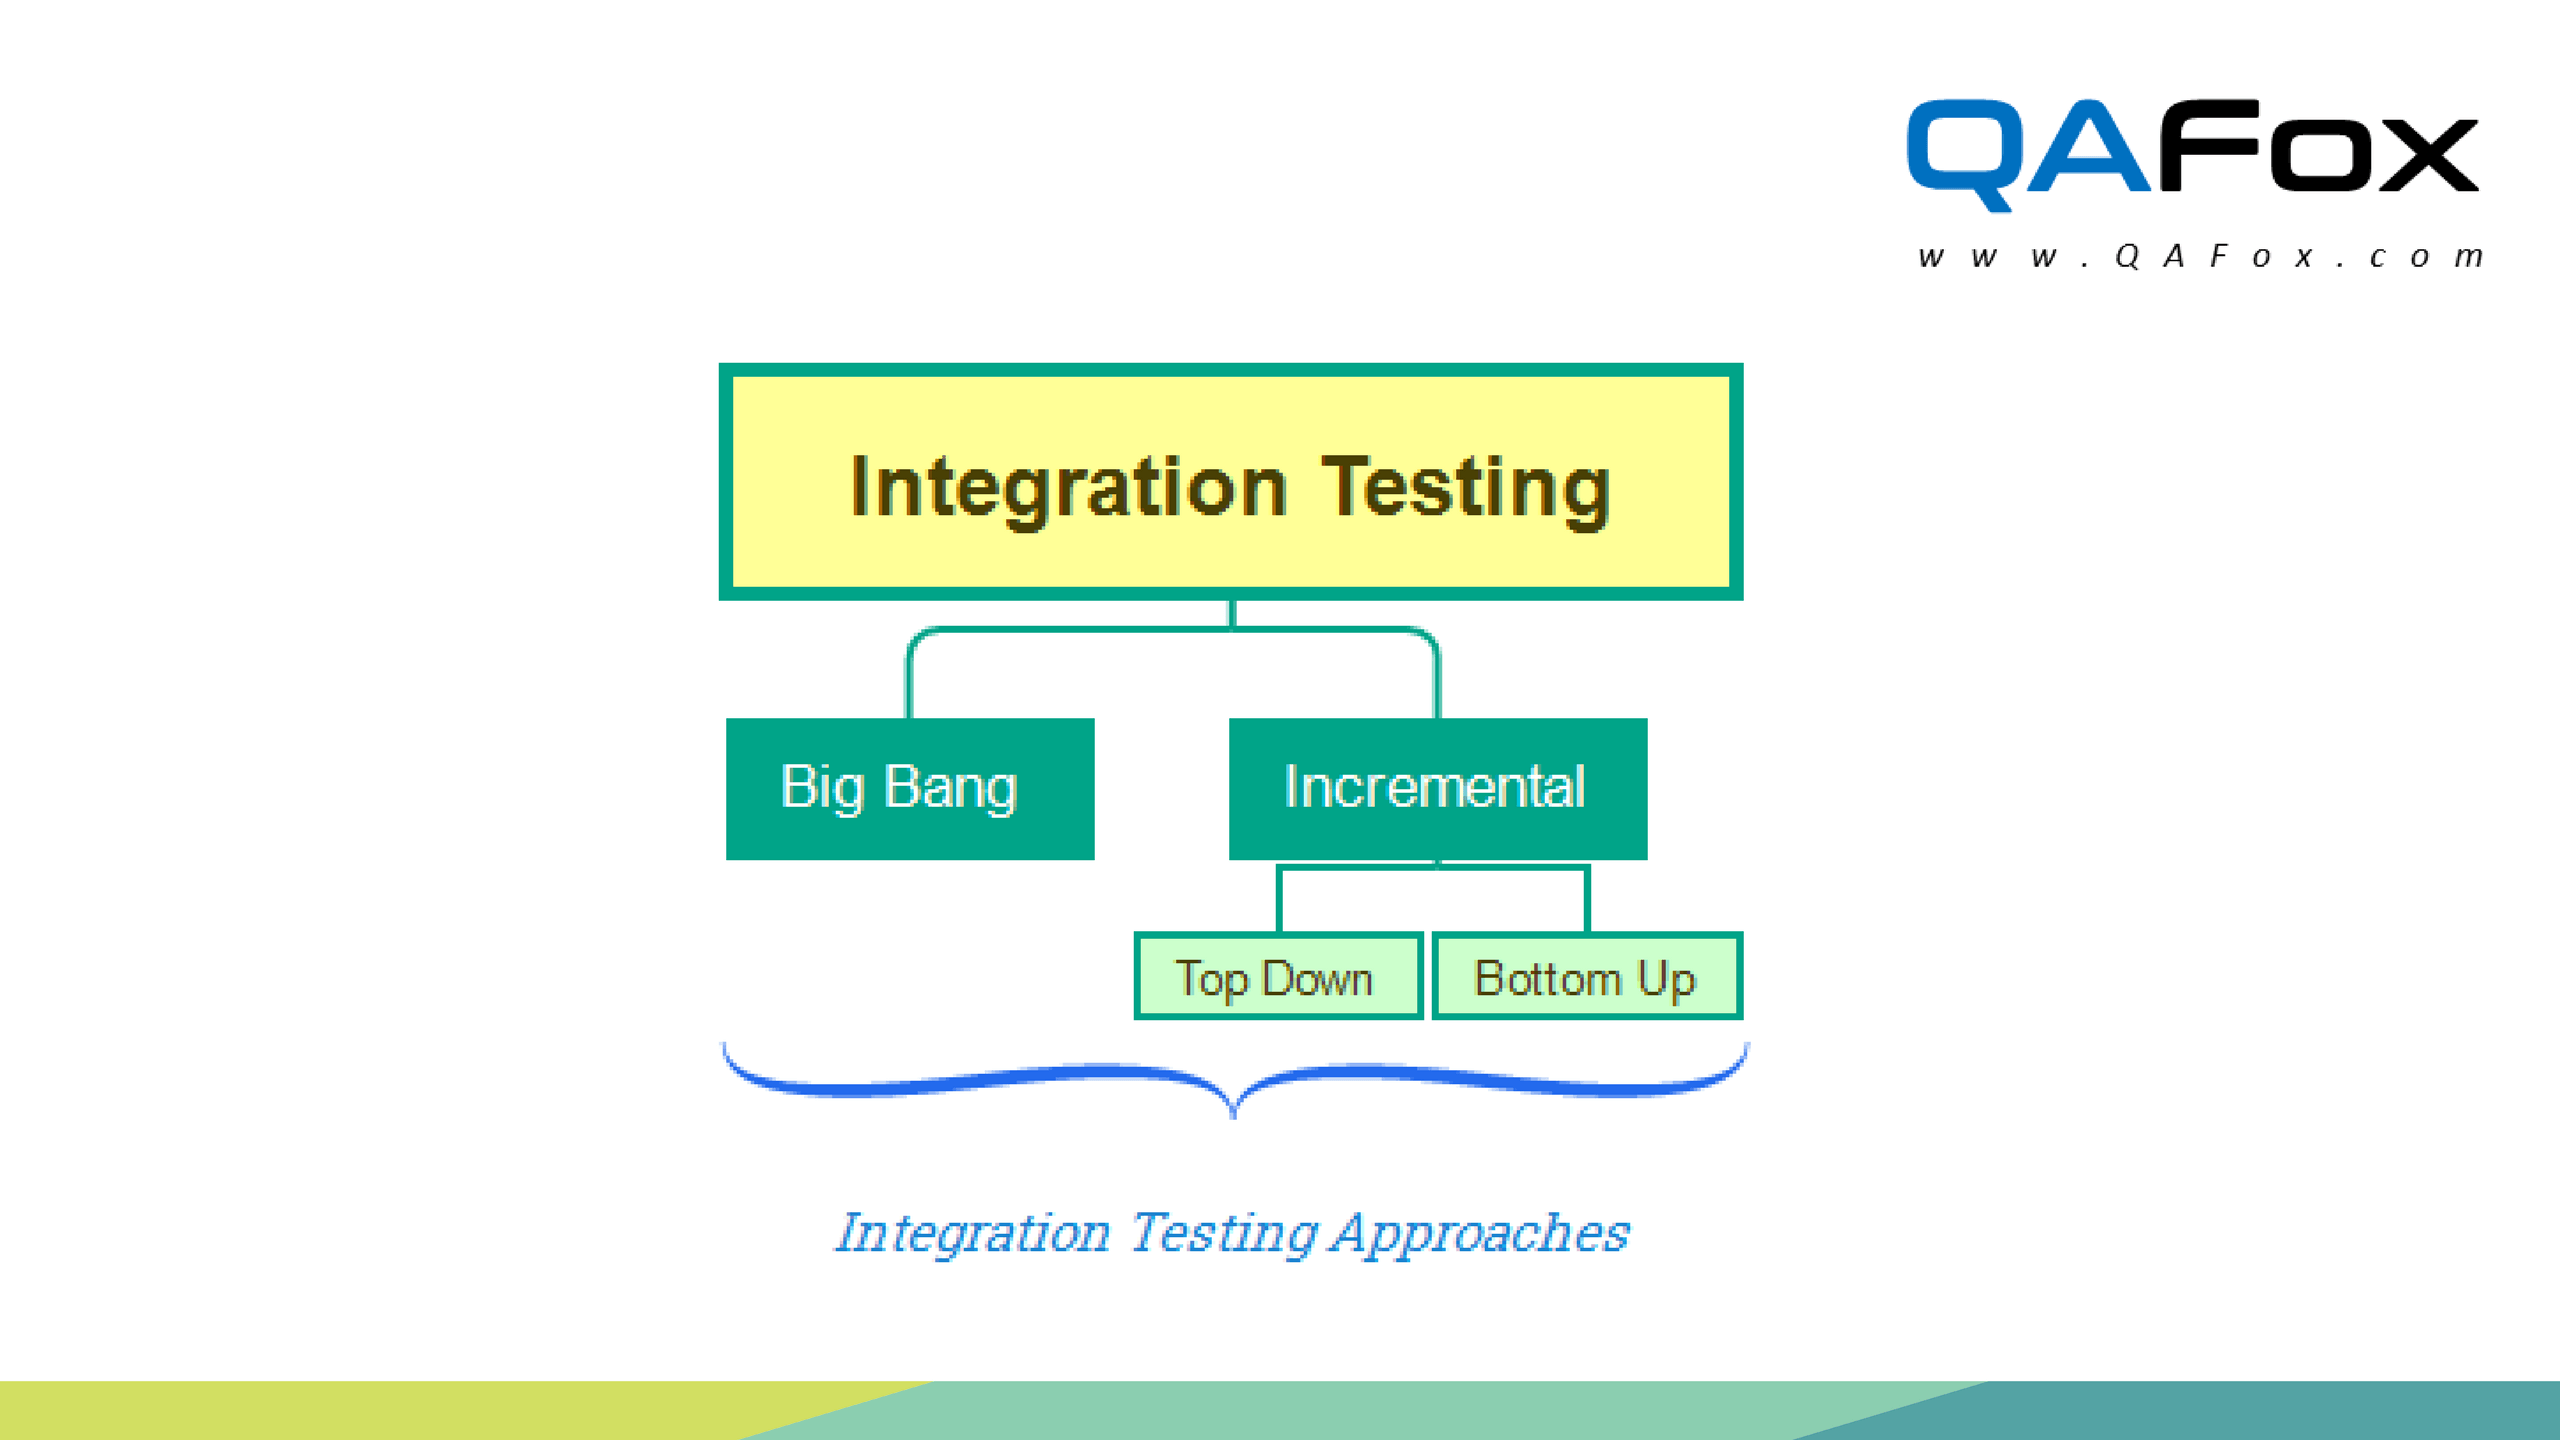 QAFox
www.QAFox.com
Integration Testing
Big Bang
Incremental
Top Down
Bottom Up
Integration Testing Approaches